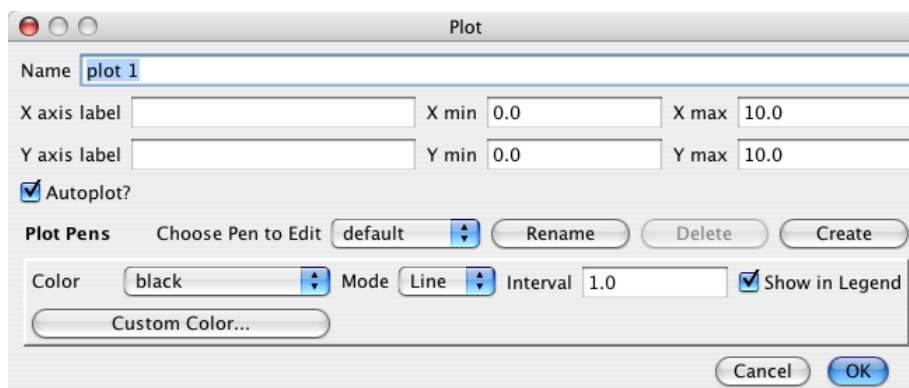 Plot
Name plot 1
X axis label X min 0.0 X max 10.0
Y axis label Y min 0.0 Y max 10.0
Autoplot?
Plot Pens Choose Pen to Edit default Rename Delete Create
Color black Mode Line Interval 1.0 Show in Legend
Custom Color...
Cancel OK